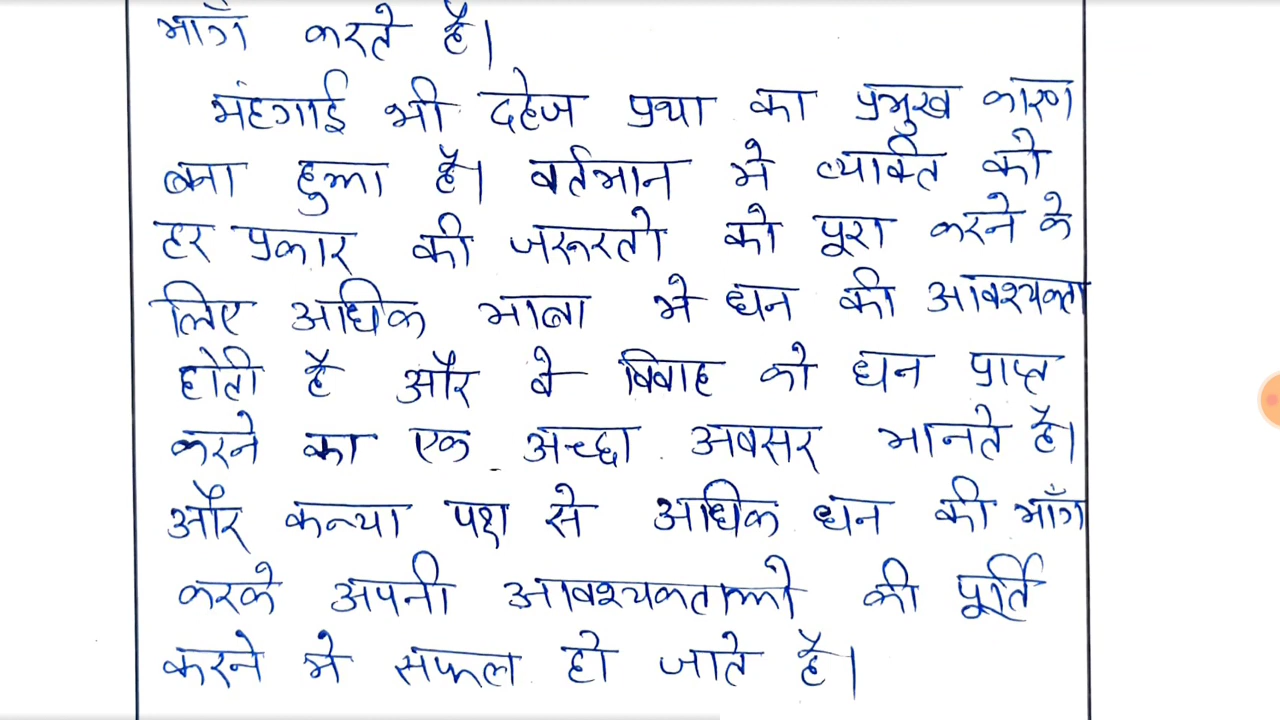 माँग करते है।
मंहगाई भी दहेज प्रथा का प्रमुख कारण
बना हुआ है। वर्तमान मे व्यक्ति को
हर प्रकार की जरूरतो को पूरा करने के
लिए अधिक मात्रा मे धन की आवश्यकता
होती है और वे विवाह को धन प्राप्त
करने का एक अच्छा अवसर मानते है।
और कन्या पक्ष से अधिक धन की माँग
करके अपनी आवश्यकताओ की पूर्ति
करने मे सफल हो जाते है।